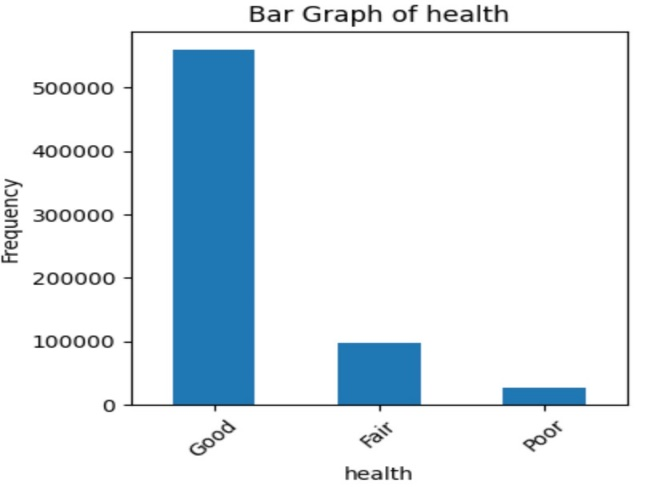 Bar Graph of health
Frequency
500000
400000
300000
200000
100000
0
Good
Fair
Poor
health